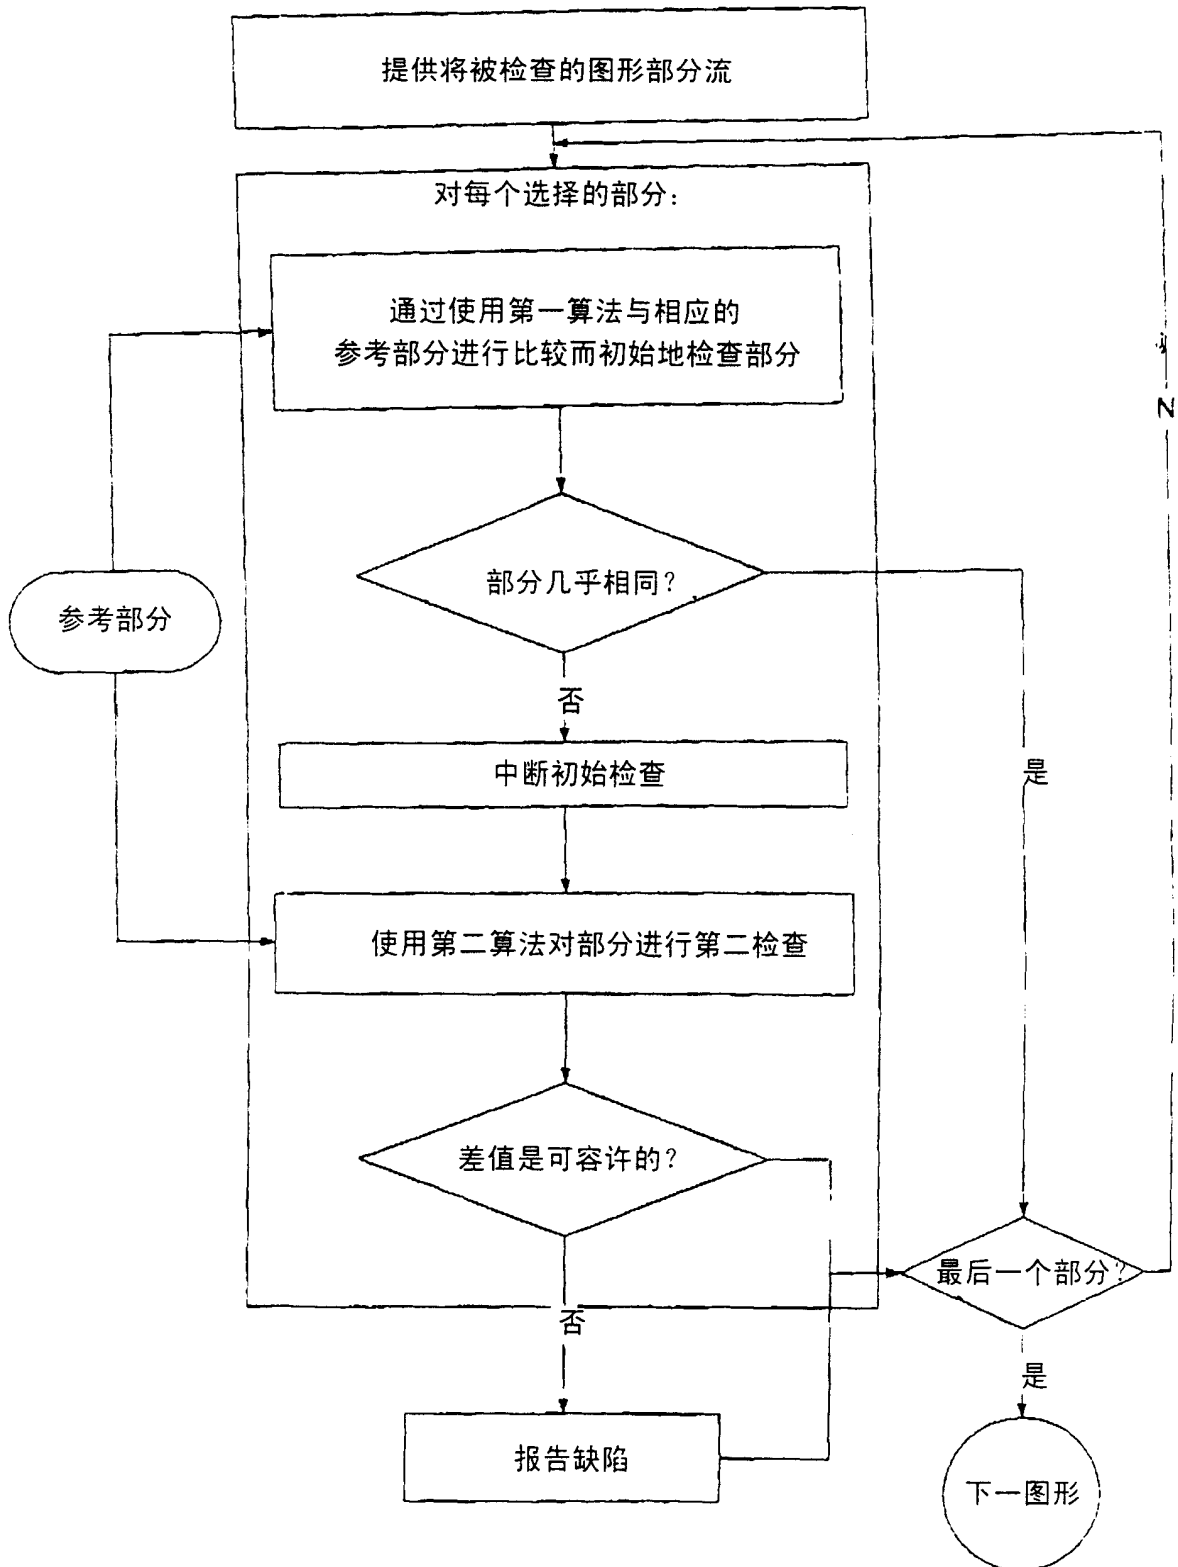 提供将被检查的图形部分流
对每个选择的部分:
通过使用第一算法与相应的
参考部分进行比较而初始地检查部分
N
部分几乎相同?
参考部分
否
中断初始检查
是
使用第二算法对部分进行第二检查
差值是可容许的?
最后一个部分?
否
是
报告缺陷
下一图形